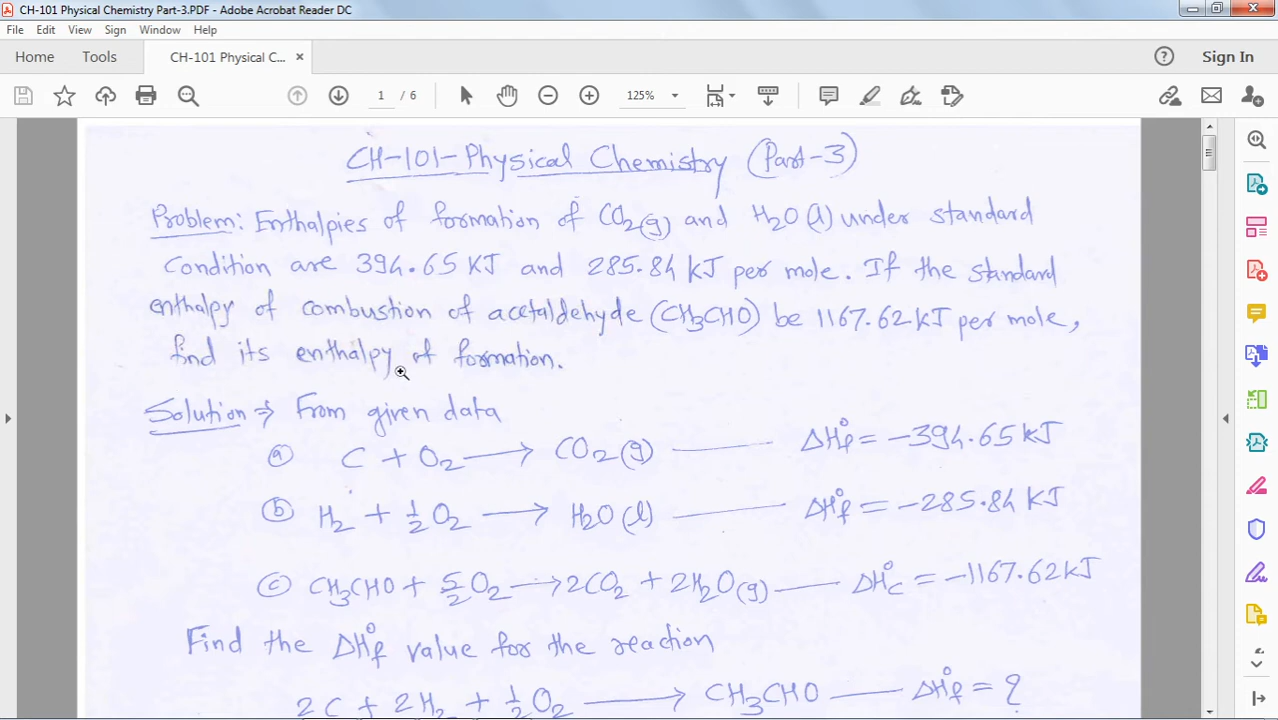 CH-101 Physical Chemistry Part-3.PDF - Adobe Acrobat Reader DC
File Edit View Sign Window Help
Home Tools CH-101 Physical C... × Sign In
1 / 6 125%
CH-101-Physical Chemistry (Part-3)
Problem: Enthalpies of formation of CO₂(g) and H₂O(l) under standard
Condition are 394.65 KJ and 285.84 KJ per mole. If the standard
enthalpy of combustion of acetaldehyde (CH₃CHO) be 1167.62 KJ per mole,
find its enthalpy of formation.
Solution ⇒ From given data
(a) C + O₂ → CO₂(g) — ΔH°f = -394.65 KJ
(b) H₂ + 1/2 O₂ → H₂O(l) — ΔH°f = -285.84 KJ
(c) CH₃CHO + 5/2 O₂ → 2CO₂ + 2H₂O(g) — ΔH°C = -1167.62 KJ
Find the ΔH°f value for the reaction
2C + 2H₂ + 1/2 O₂ → CH₃CHO — ΔH°f = ?